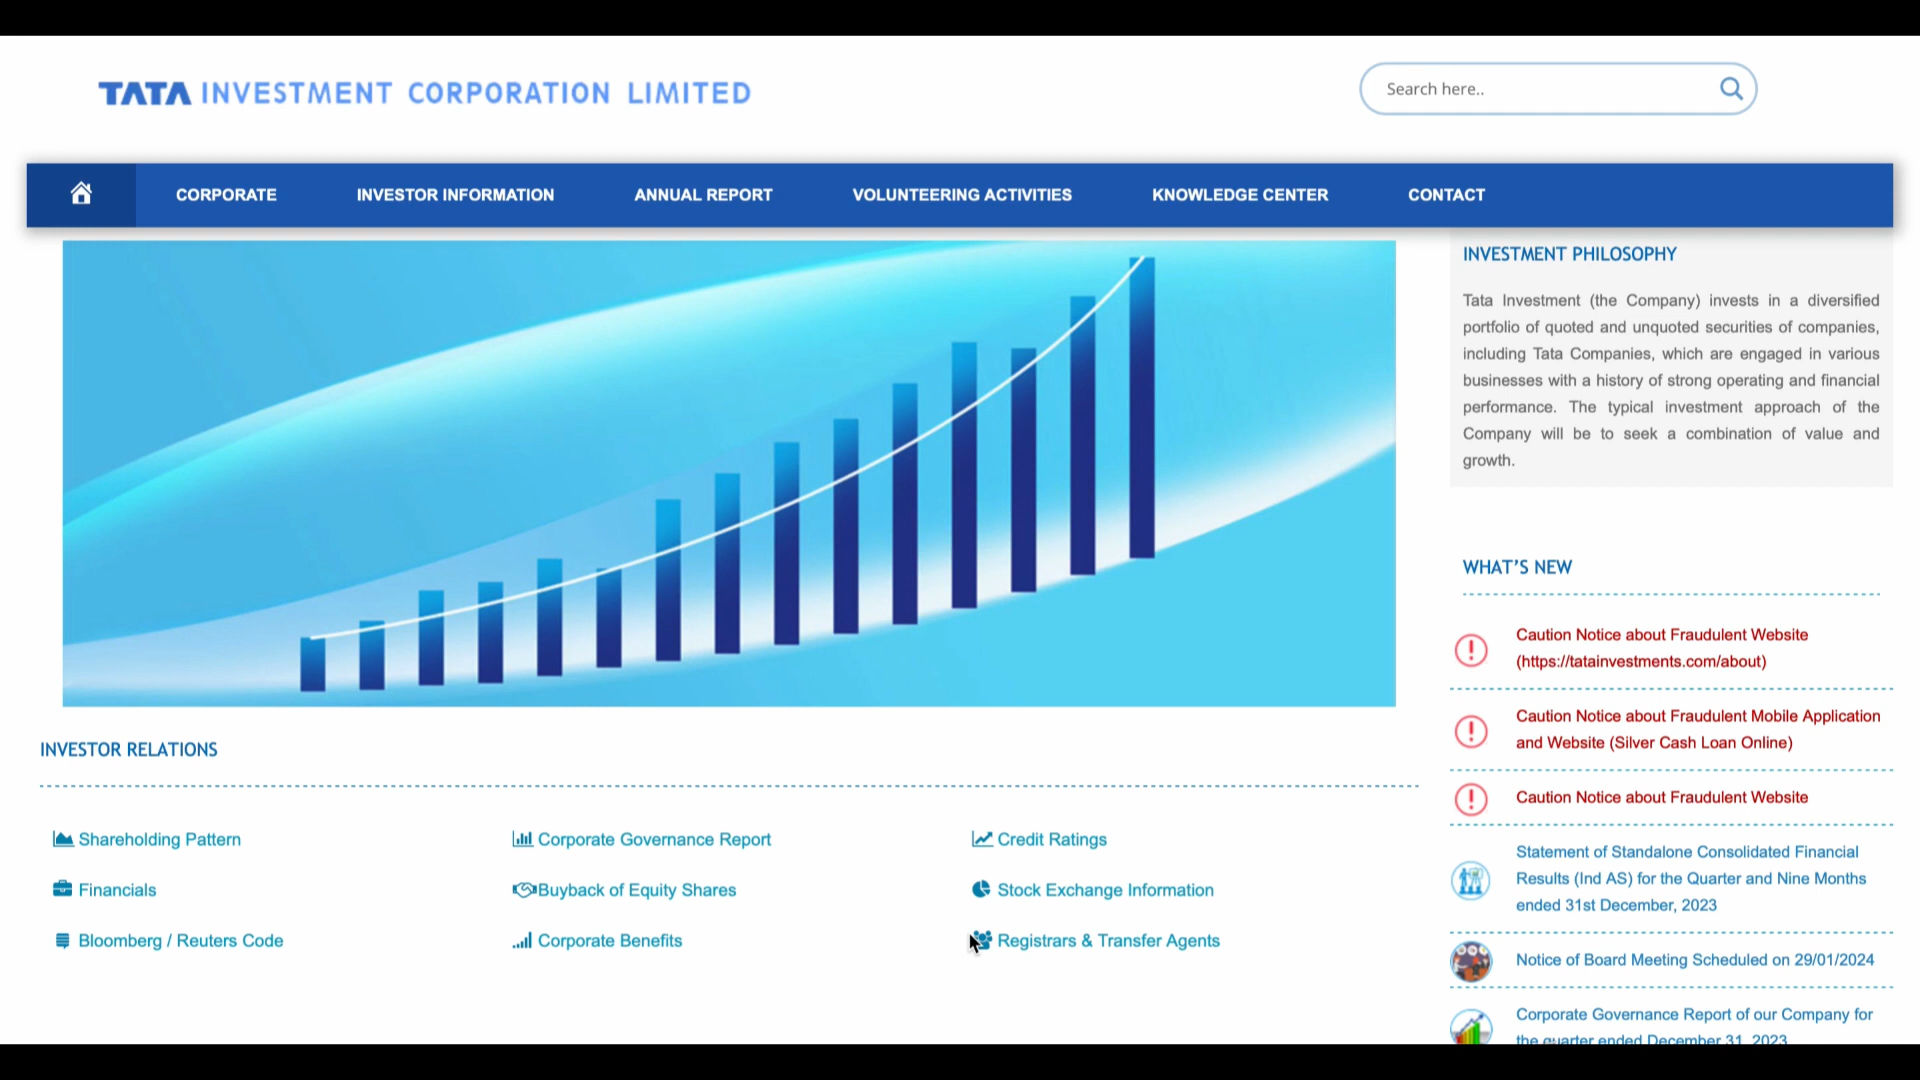 TATA INVESTMENT CORPORATION LIMITED
Search here..
CORPORATE
INVESTOR INFORMATION
ANNUAL REPORT
VOLUNTEERING ACTIVITIES
KNOWLEDGE CENTER
CONTACT
INVESTMENT PHILOSOPHY
Tata Investment (the Company) invests in a diversified
portfolio of quoted and unquoted securities of companies,
including Tata Companies, which are engaged in various
businesses with a history of strong operating and financial
performance. The typical investment approach of the
Company will be to seek a combination of value and
growth.
WHAT'S NEW
Caution Notice about Fraudulent Website
(https://tatainvestments.com/about)
Caution Notice about Fraudulent Mobile Application
and Website (Silver Cash Loan Online)
Caution Notice about Fraudulent Website
Statement of Standalone Consolidated Financial
Results (Ind AS) for the Quarter and Nine Months
ended 31st December, 2023
Notice of Board Meeting Scheduled on 29/01/2024
Corporate Governance Report of our Company for
the quarter ended December 31, 2023
INVESTOR RELATIONS
Shareholding Pattern
Corporate Governance Report
Credit Ratings
Financials
Buyback of Equity Shares
Stock Exchange Information
Bloomberg / Reuters Code
Corporate Benefits
Registrars & Transfer Agents